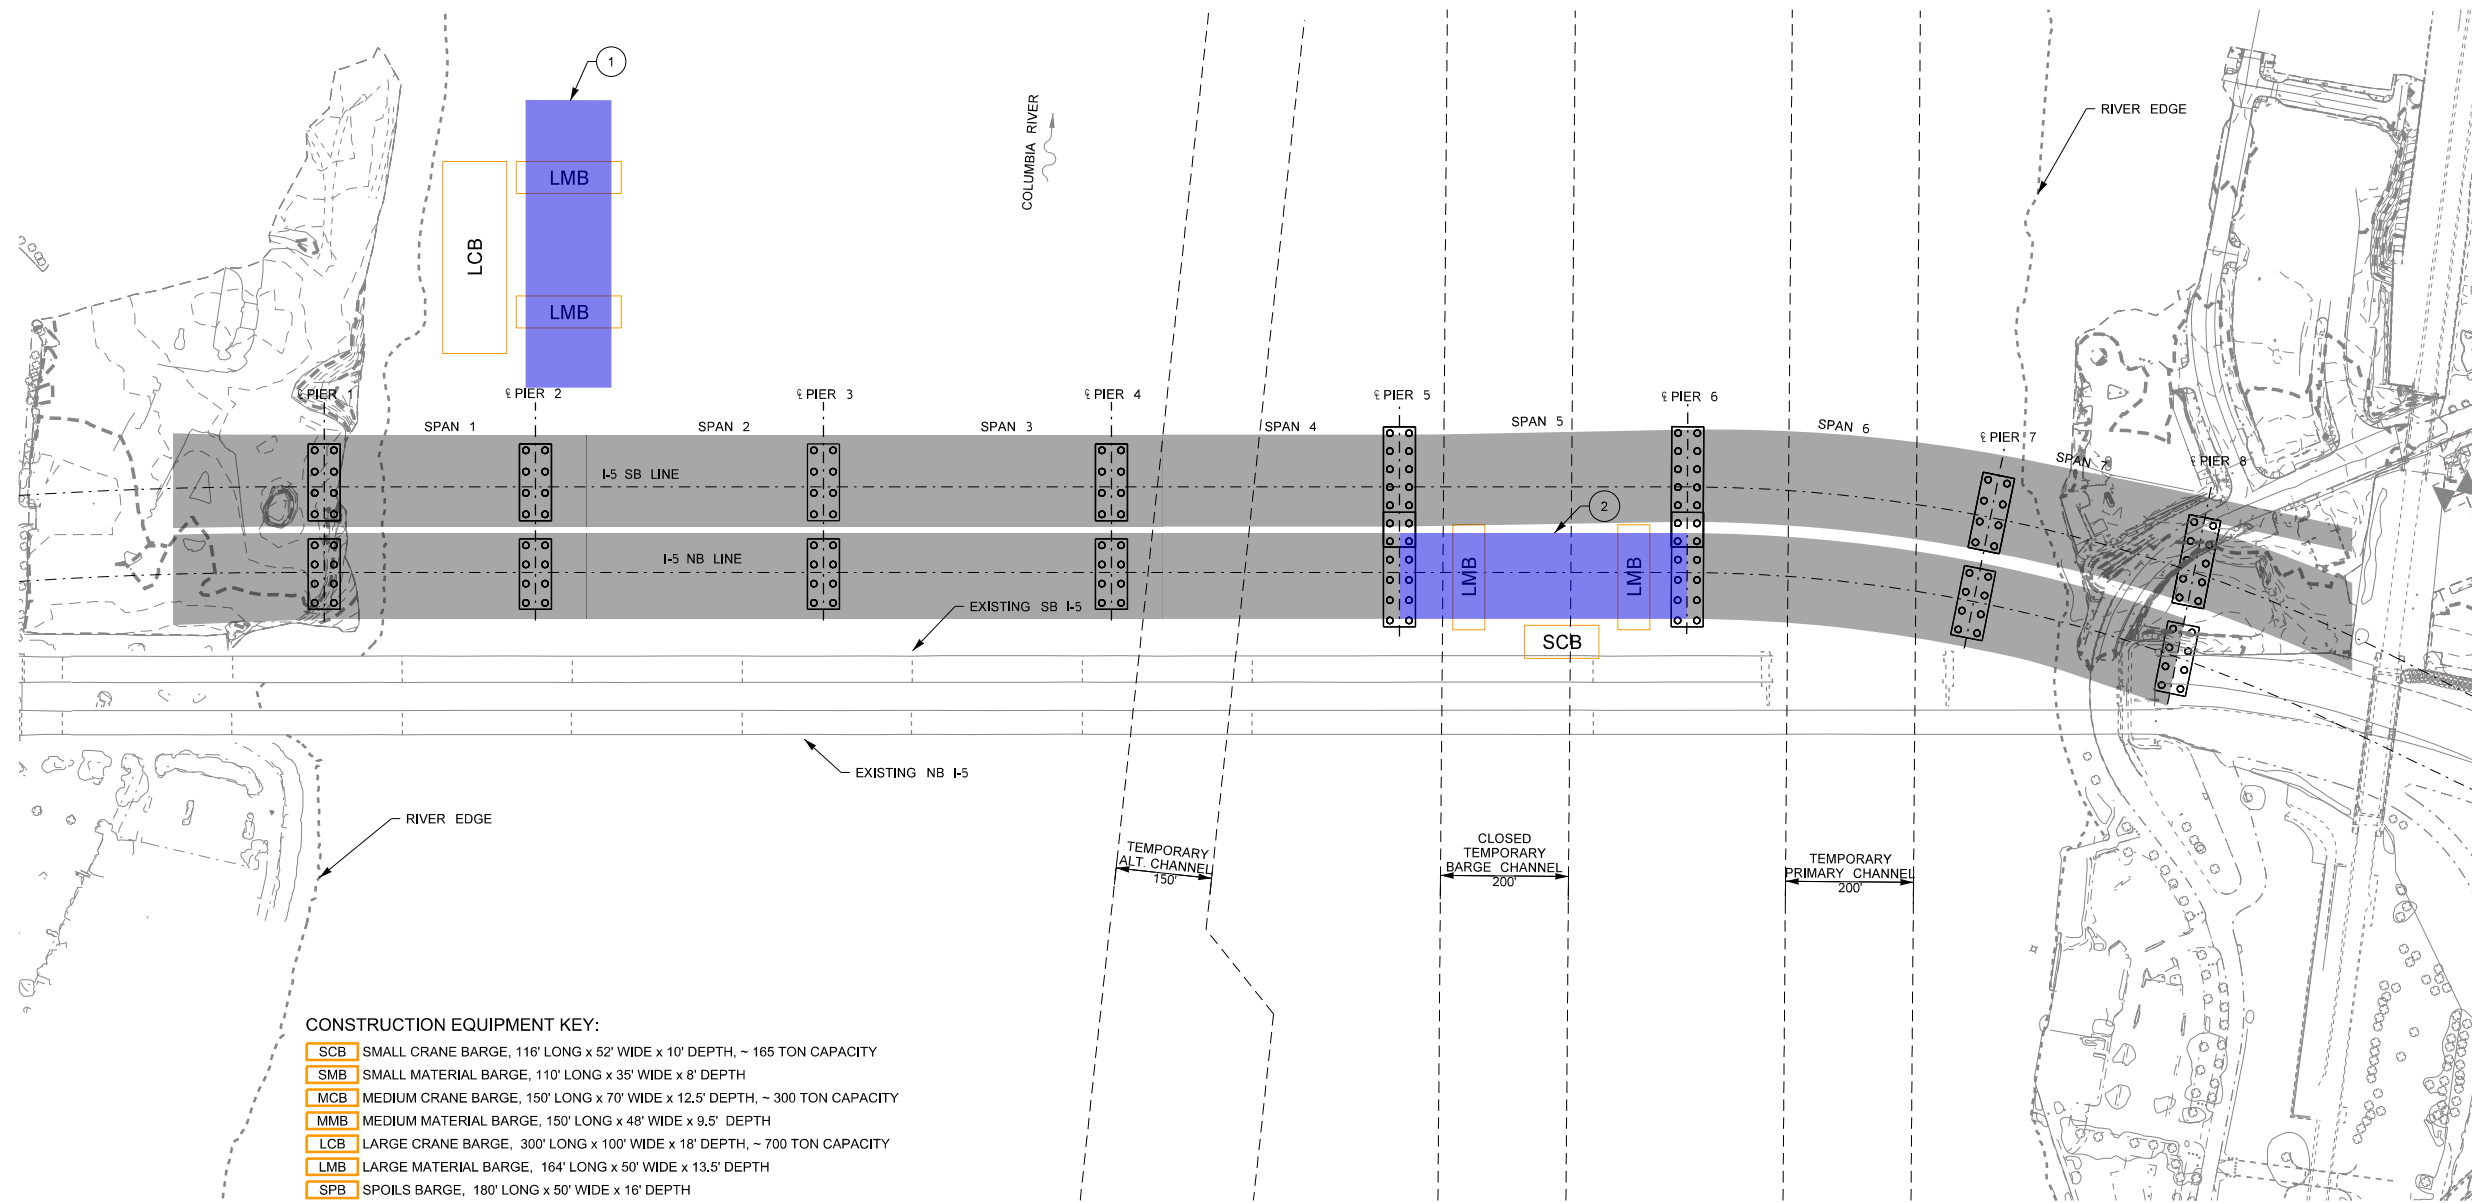 1
COLUMBIA RIVER
RIVER EDGE
LMB
LCB
LMB
℄ PIER 1
℄ PIER 2
℄ PIER 3
℄ PIER 4
℄ PIER 5
℄ PIER 6
℄ PIER 7
℄ PIER 8
SPAN 1
SPAN 2
SPAN 3
SPAN 4
SPAN 5
SPAN 6
SPAN 7
I-5 SB LINE
2
I-5 NB LINE
LMB
LMB
EXISTING SB I-5
SCB
EXISTING NB I-5
RIVER EDGE
TEMPORARY
ALT. CHANNEL
150'
CLOSED
TEMPORARY
BARGE CHANNEL
200'
TEMPORARY
PRIMARY CHANNEL
200'
CONSTRUCTION EQUIPMENT KEY:
SCB SMALL CRANE BARGE, 116' LONG x 52' WIDE x 10' DEPTH, ~ 165 TON CAPACITY
SMB SMALL MATERIAL BARGE, 110' LONG x 35' WIDE x 8' DEPTH
MCB MEDIUM CRANE BARGE, 150' LONG x 70' WIDE x 12.5' DEPTH, ~ 300 TON CAPACITY
MMB MEDIUM MATERIAL BARGE, 150' LONG x 48' WIDE x 9.5' DEPTH
LCB LARGE CRANE BARGE, 300' LONG x 100' WIDE x 18' DEPTH, ~ 700 TON CAPACITY
LMB LARGE MATERIAL BARGE, 164' LONG x 50' WIDE x 13.5' DEPTH
SPB SPOILS BARGE, 180' LONG x 50' WIDE x 16' DEPTH